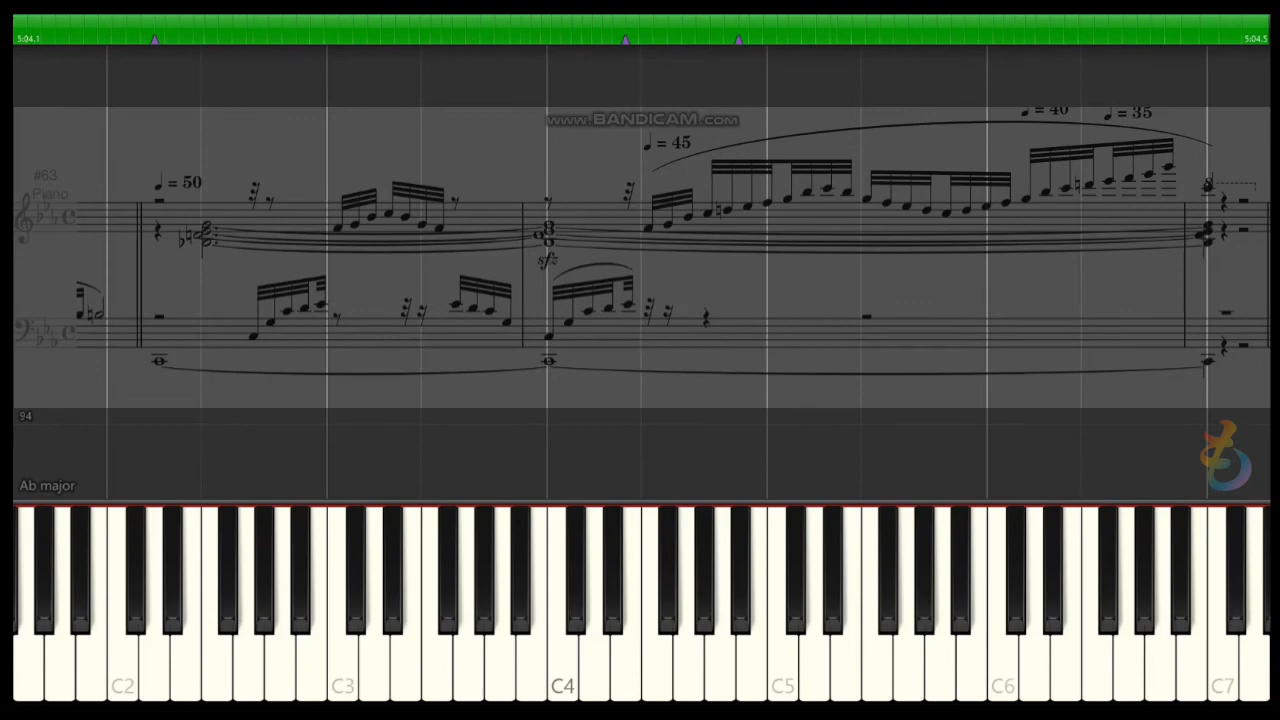 5:04.1
5:04.5
www.BANDICAM.com
= 40
= 35
= 45
#63
Piano
= 50
8
sfz
94
Ab major
C2
C3
C4
C5
C6
C7